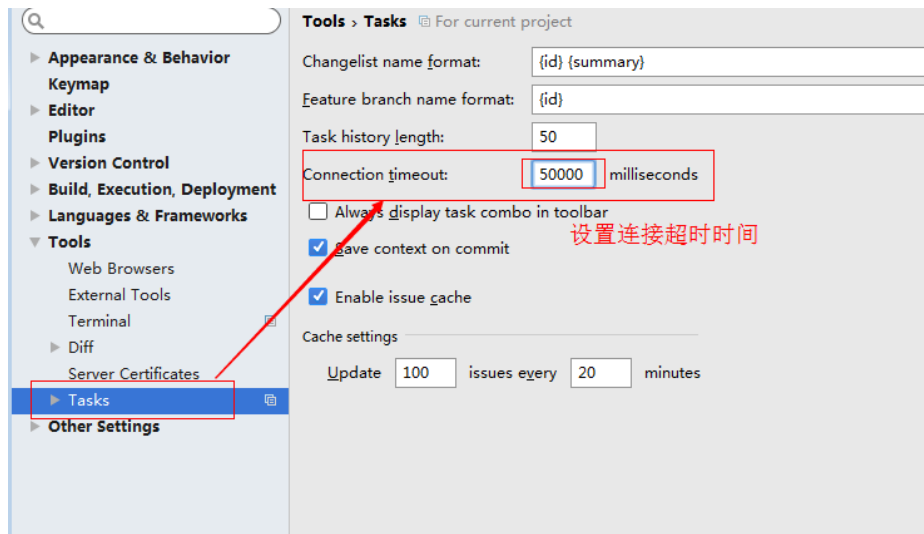 Tools › Tasks For current project
Appearance & Behavior
Keymap
Editor
Plugins
Version Control
Build, Execution, Deployment
Languages & Frameworks
Tools
Web Browsers
External Tools
Terminal
Diff
Server Certificates
Tasks
Other Settings
Changelist name format: {id} {summary}
Feature branch name format: {id}
Task history length: 50
Connection timeout: 50000 milliseconds
Always display task combo in toolbar
设置连接超时时间
Save context on commit
Enable issue cache
Cache settings
Update 100 issues every 20 minutes